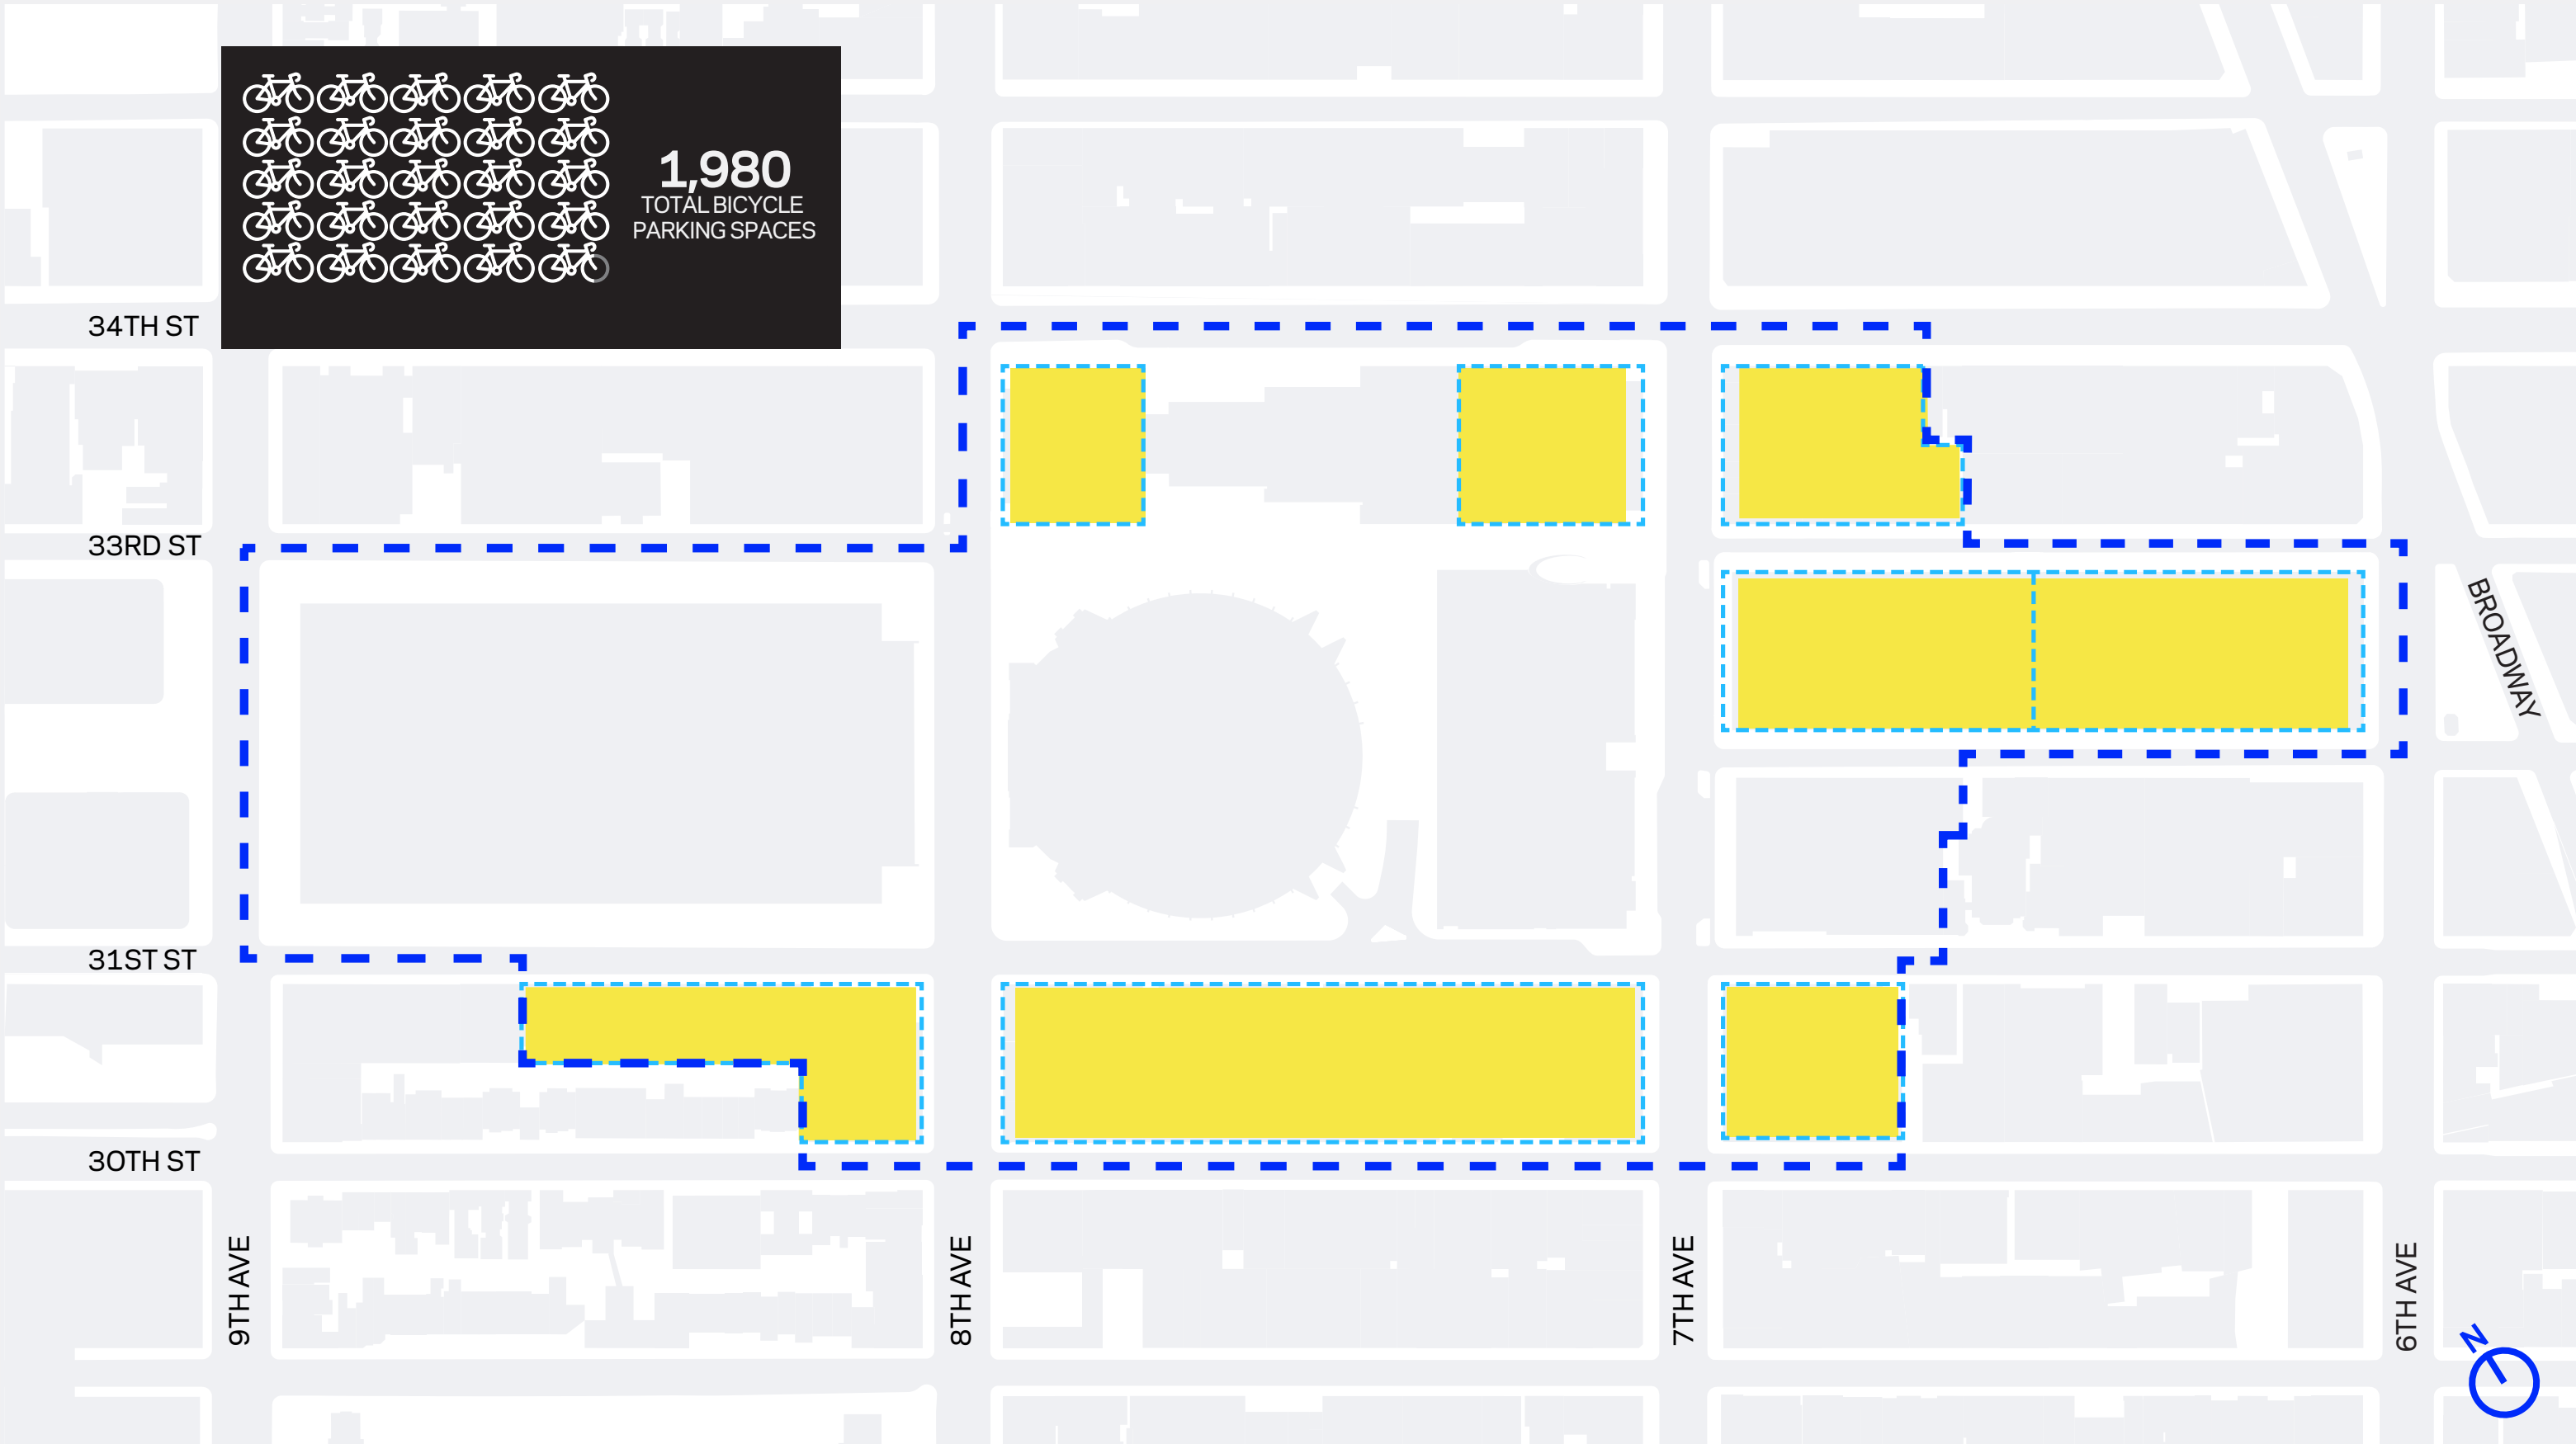 1,980
TOTAL BICYCLE
PARKING SPACES
34TH ST
33RD ST
BROADWAY
31ST ST
30TH ST
9TH AVE
8TH AVE
7TH AVE
6TH AVE
N